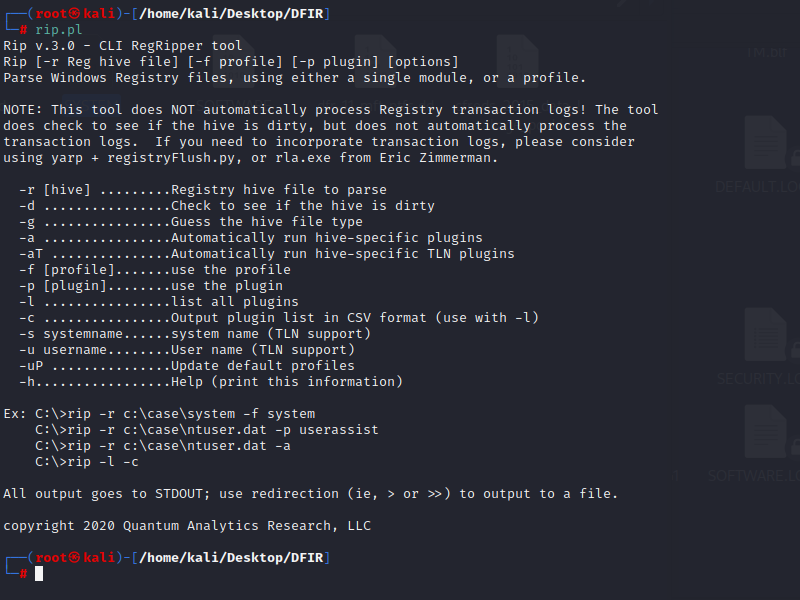 ┌──(root㉿kali)-[/home/kali/Desktop/DFIR]
└─# rip.pl
Rip v.3.0 - CLI RegRipper tool
Rip [-r Reg hive file] [-f profile] [-p plugin] [options]
Parse Windows Registry files, using either a single module, or a profile.
NOTE: This tool does NOT automatically process Registry transaction logs! The tool
does check to see if the hive is dirty, but does not automatically process the
transaction logs.  If you need to incorporate transaction logs, please consider
using yarp + registryFlush.py, or rla.exe from Eric Zimmerman.
  -r [hive] .........Registry hive file to parse
  -d ................Check to see if the hive is dirty
  -g ................Guess the hive file type
  -a ................Automatically run hive-specific plugins
  -aT ...............Automatically run hive-specific TLN plugins
  -f [profile].......use the profile
  -p [plugin]........use the plugin
  -l ................list all plugins
  -c ................Output plugin list in CSV format (use with -l)
  -s systemname......system name (TLN support)
  -u username........User name (TLN support)
  -uP ...............Update default profiles
  -h.................Help (print this information)
Ex: C:\>rip -r c:\case\system -f system
    C:\>rip -r c:\case\ntuser.dat -p userassist
    C:\>rip -r c:\case\ntuser.dat -a
    C:\>rip -l -c
All output goes to STDOUT; use redirection (ie, > or >>) to output to a file.
copyright 2020 Quantum Analytics Research, LLC
┌──(root㉿kali)-[/home/kali/Desktop/DFIR]
└─#
DEFAULT.LO
SECURITY.LO
SOFTWARE.LO